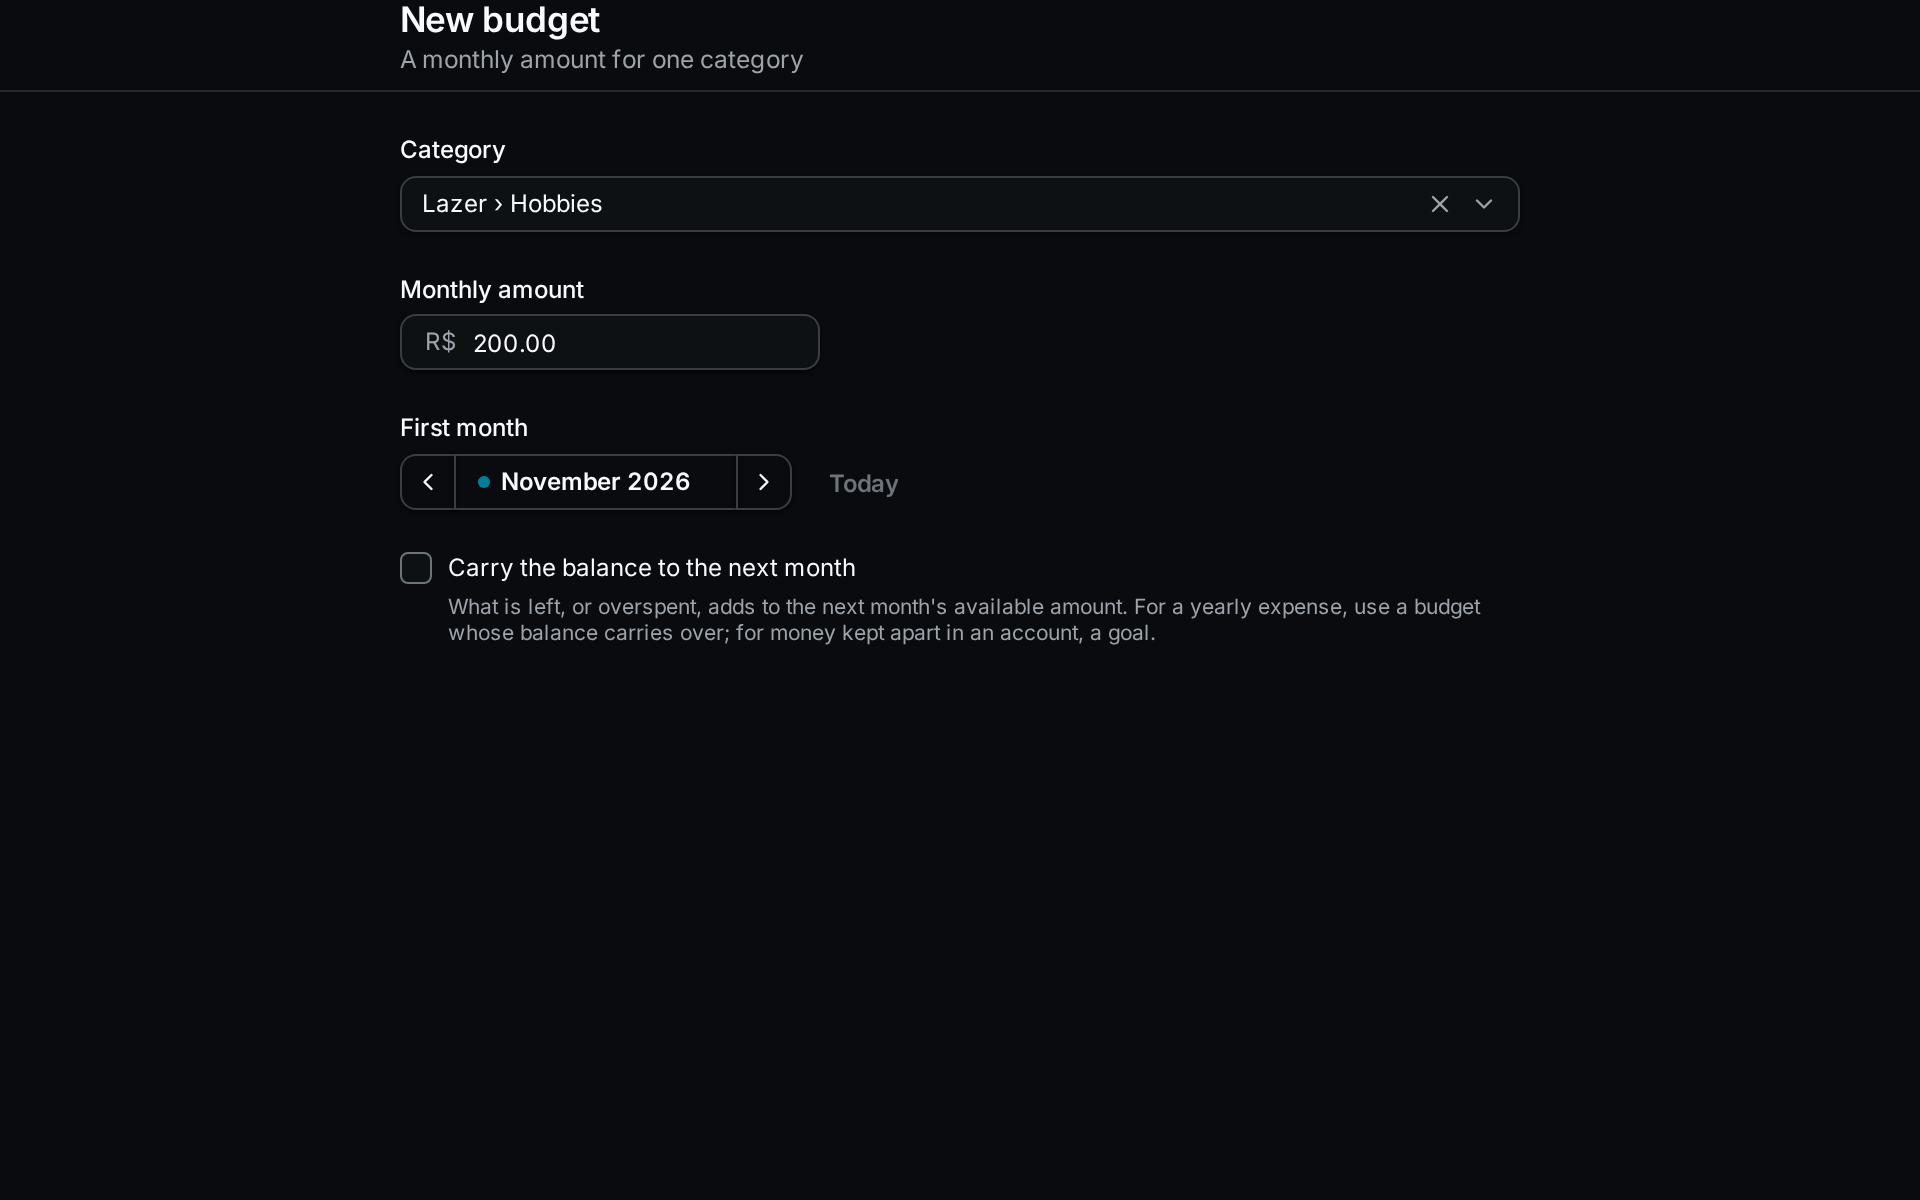 New budget
A monthly amount for one category
Category
Lazer › Hobbies
Monthly amount
R$ 200.00
First month
November 2026
Today
Carry the balance to the next month
What is left, or overspent, adds to the next month's available amount. For a yearly expense, use a budget
whose balance carries over; for money kept apart in an account, a goal.